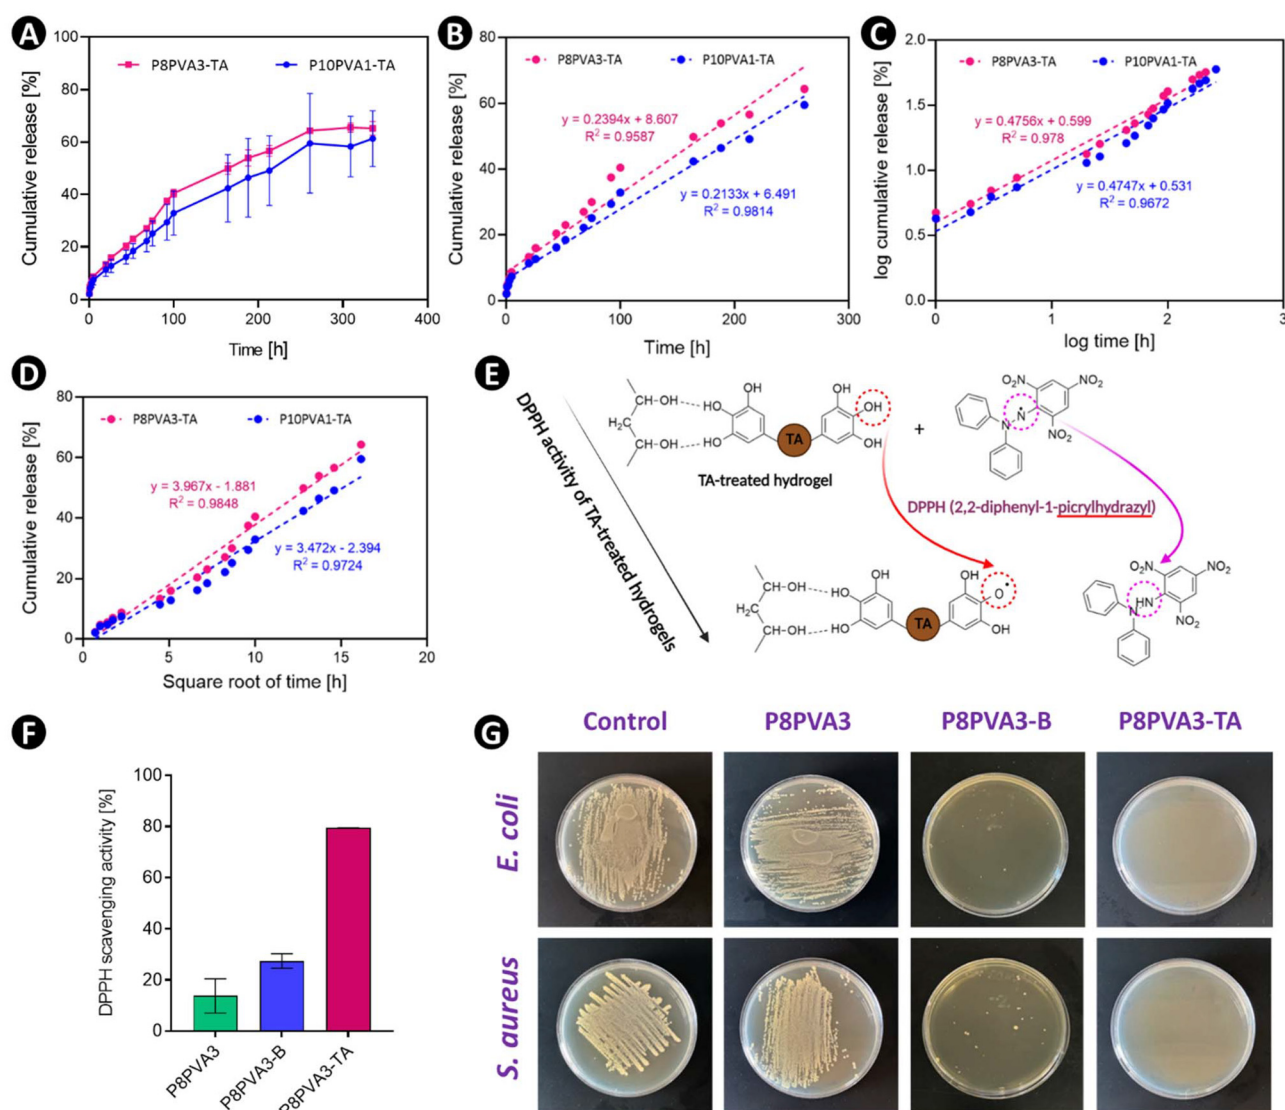 A
100
80
60
40
20
0
Cumulative release [%]
P8PVA3-TA
P10PVA1-TA
0
100
200
300
400
Time [h]
B
80
60
40
20
0
Cumulative release [%]
P8PVA3-TA
P10PVA1-TA
y = 0.2394x + 8.607
R² = 0.9587
y = 0.2133x + 6.491
R² = 0.9814
0
100
200
300
Time [h]
C
2.0
1.5
1.0
0.5
0.0
log cumulative release [%]
P8PVA3-TA
P10PVA1-TA
y = 0.4756x + 0.599
R² = 0.978
y = 0.4747x + 0.531
R² = 0.9672
0
1
2
3
log time [h]
D
80
60
40
20
0
Cumulative release [%]
P8PVA3-TA
P10PVA1-TA
y = 3.967x - 1.881
R² = 0.9848
y = 3.472x - 2.394
R² = 0.9724
0
5
10
15
20
Square root of time [h]
E
DPPH activity of TA-treated hydrogels
CH-OH
H₂C
CH-OH
OH
HO
HO
TA
OH
OH
OH
TA-treated hydrogel
+
O₂N
NO₂
N
N
NO₂
DPPH (2,2-diphenyl-1-picrylhydrazyl)
CH-OH
H₂C
CH-OH
OH
HO
HO
TA
OH
O
OH
O₂N
NO₂
HN
N
NO₂
F
100
80
60
40
20
0
DPPH scavenging activity [%]
P8PVA3
P8PVA3-B
P8PVA3-TA
G
Control
P8PVA3
P8PVA3-B
P8PVA3-TA
E. coli
S. aureus